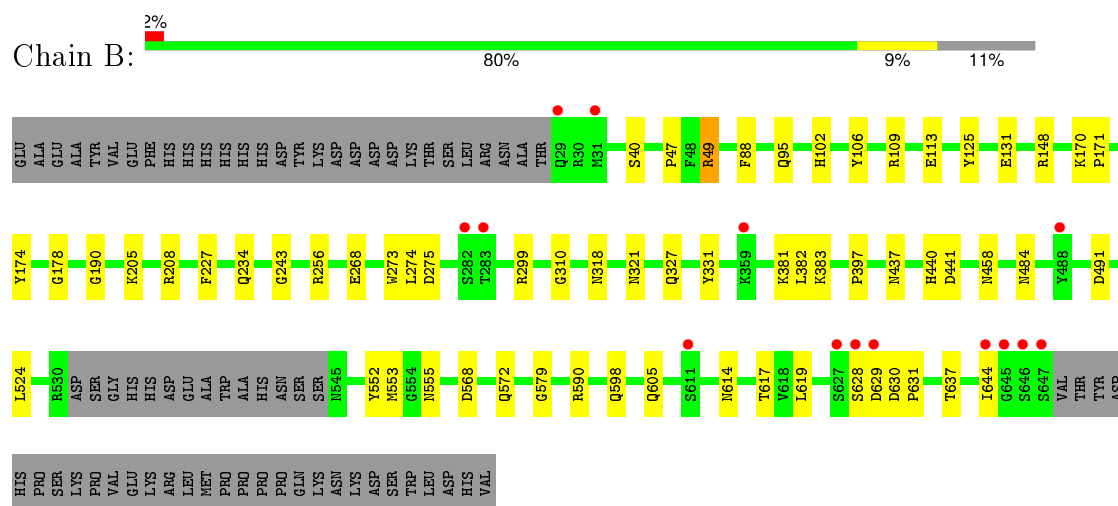 2%
Chain B:
80% 9% 11%
GLU ALA GLU ALA TYR VAL GLU PHE HIS HIS HIS HIS HIS HIS ASP TYR LYS ASP ASP ASP ASP LYS THR SER LEU ARG ASN ALA THR Q29 R30 M31 S40 P47 F48 R49 F88 Q95 H102 Y106 R109 E113 Y125 E131 R148 K170 P171
Y174 G178 G190 K205 R208 F227 Q234 G243 R256 E268 W273 L274 D275 S282 T283 R299 G310 N318 N321 Q327 Y331 K359 K381 L382 K383 P397 N437 H440 D441 N458 N484 Y488 D491
L524 R530 ASP SER GLY HIS HIS ASP GLU ALA TRP ALA HIS ASN SER SER N545 Y552 M553 G554 N555 D568 Q572 G579 R590 Q598 Q605 S611 N614 T617 V618 L619 S627 S628 D629 D630 P631 T637 I644 G645 S646 S647 VAL THR TYR ASP
HIS PRO SER LYS PRO VAL GLU LYS ARG LEU MET PRO PRO PRO PRO GLN LYS ASN LYS ASP SER TRP LEU ASP HIS VAL